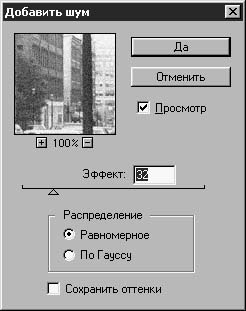 Добавить шум
Да
Отменить
Просмотр
100%
Эффект: 32
Распределение
Равномерное
По Гауссу
Сохранить оттенки